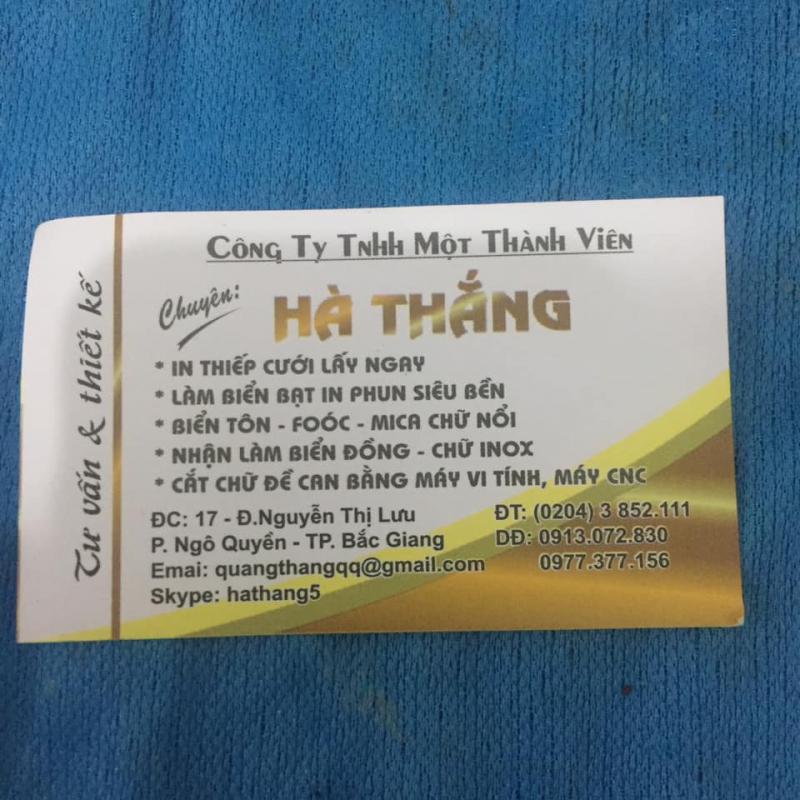 Tư vấn & thiết kế
Công Ty Tnhh Một Thành Viên
Chuyên:
HÀ THẮNG
* IN THIẾP CƯỚI LẤY NGAY
* LÀM BIỂN BẠT IN PHUN SIÊU BỀN
* BIỂN TÔN - FOÓC - MICA CHỮ NỔI
* NHẬN LÀM BIỂN ĐỒNG - CHỮ INOX
* CẮT CHỮ ĐỀ CAN BẰNG MÁY VI TÍNH, MÁY CNC
ĐC: 17 - Đ.Nguyễn Thị Lưu
P. Ngô Quyền - TP. Bắc Giang
Emai: quangthangqq@gmail.com
Skype: hathang5
ĐT: (0204) 3 852.111
DĐ: 0913.072.830
0977.377.156